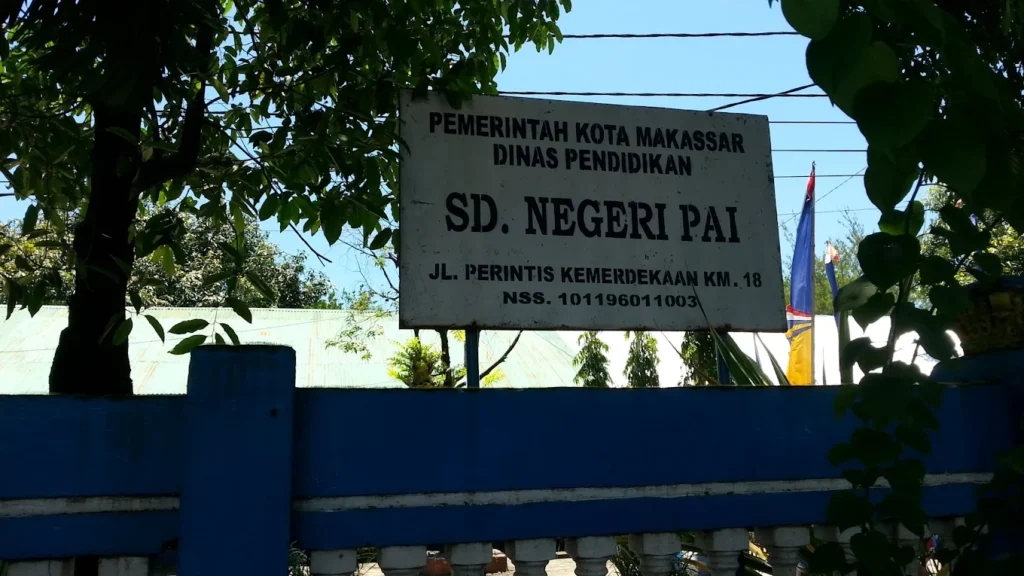 PEMERINTAH KOTA MAKASSAR
DINAS PENDIDIKAN
SD. NEGERI PAI
JL. PERINTIS KEMERDEKAAN KM. 18
NSS. 101196011003